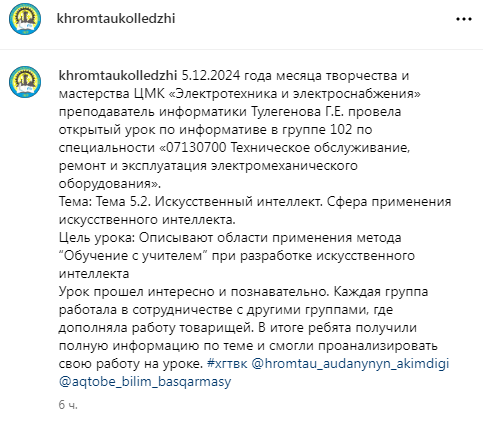 khromtaukolledzhi
khromtaukolledzhi 5.12.2024 года месяца творчества и
мастерства ЦМК «Электротехника и электроснабжения»
преподаватель информатики Тулегенова Г.Е. провела
открытый урок по информативе в группе 102 по
специальности «07130700 Техническое обслуживание,
ремонт и эксплуатация электромеханического
оборудования».
Тема: Тема 5.2. Искусственный интеллект. Сфера применения
искусственного интеллекта.
Цель урока: Описывают области применения метода
"Обучение с учителем" при разработке искусственного
интеллекта
Урок прошел интересно и познавательно. Каждая группа
работала в сотрудничестве с другими группами, где
дополняла работу товарищей. В итоге ребята получили
полную информацию по теме и смогли проанализировать
свою работу на уроке. #хгтвк @hromtau_audanynyn_akimdigi
@aqtobe_bilim_basqarmasy
6 ч.